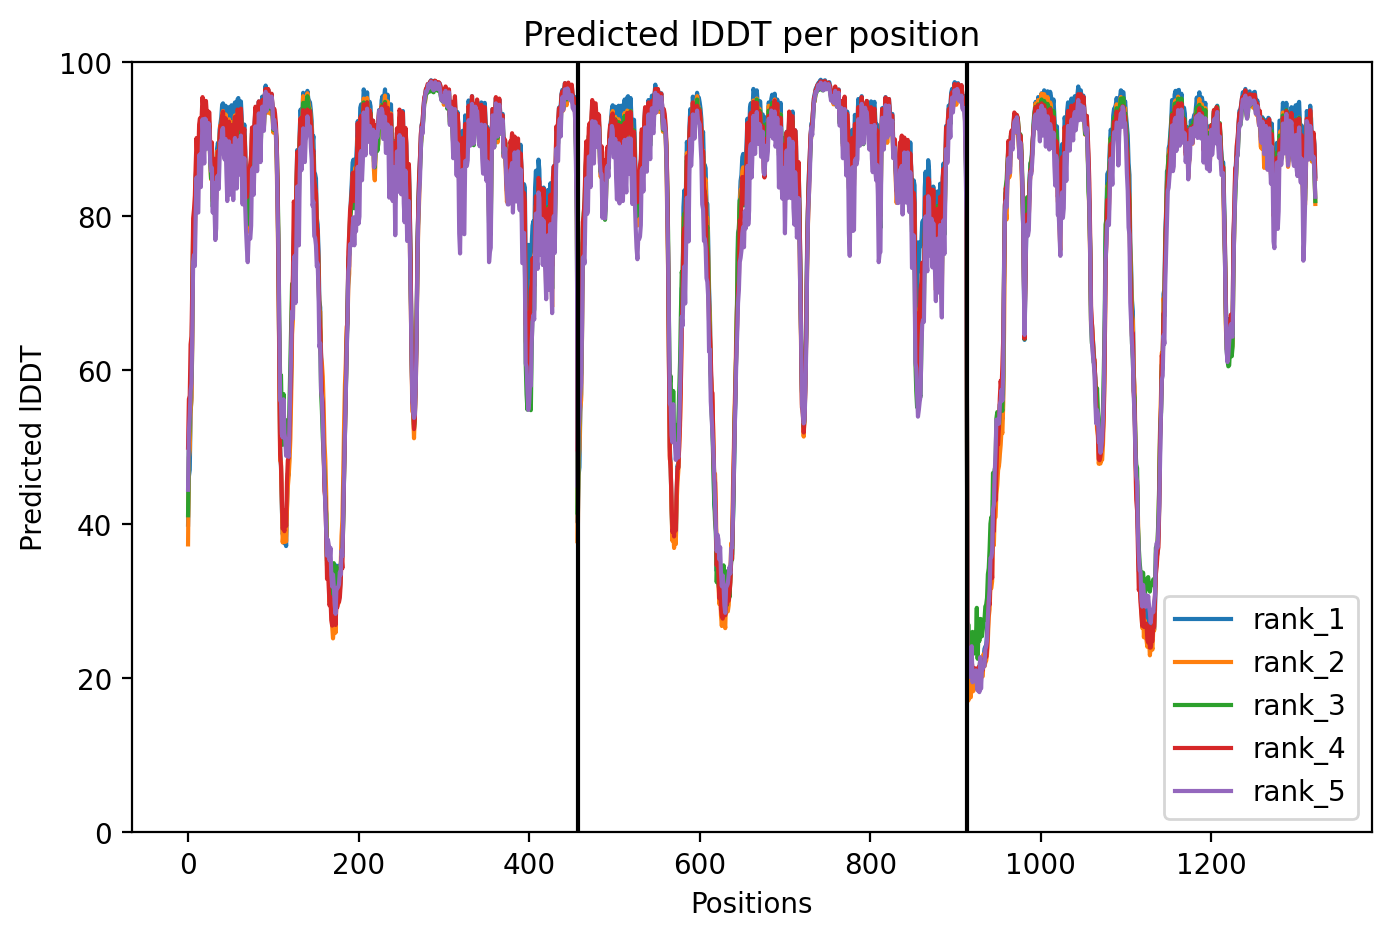 Predicted lDDT per position
Predicted lDDT
100
80
60
40
20
0
0 200 400 600 800 1000 1200
Positions
rank_1
rank_2
rank_3
rank_4
rank_5